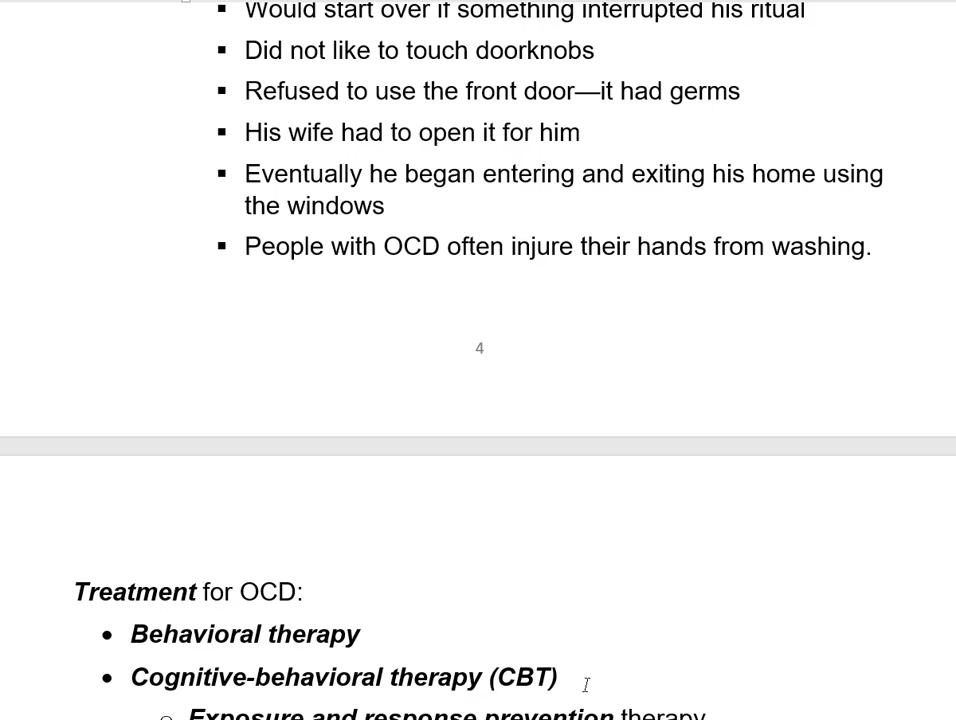 Would start over if something interrupted his ritual
Did not like to touch doorknobs
Refused to use the front door—it had germs
His wife had to open it for him
Eventually he began entering and exiting his home using
the windows
People with OCD often injure their hands from washing.
4
Treatment for OCD:
Behavioral therapy
Cognitive-behavioral therapy (CBT)
Exposure and response prevention therapy